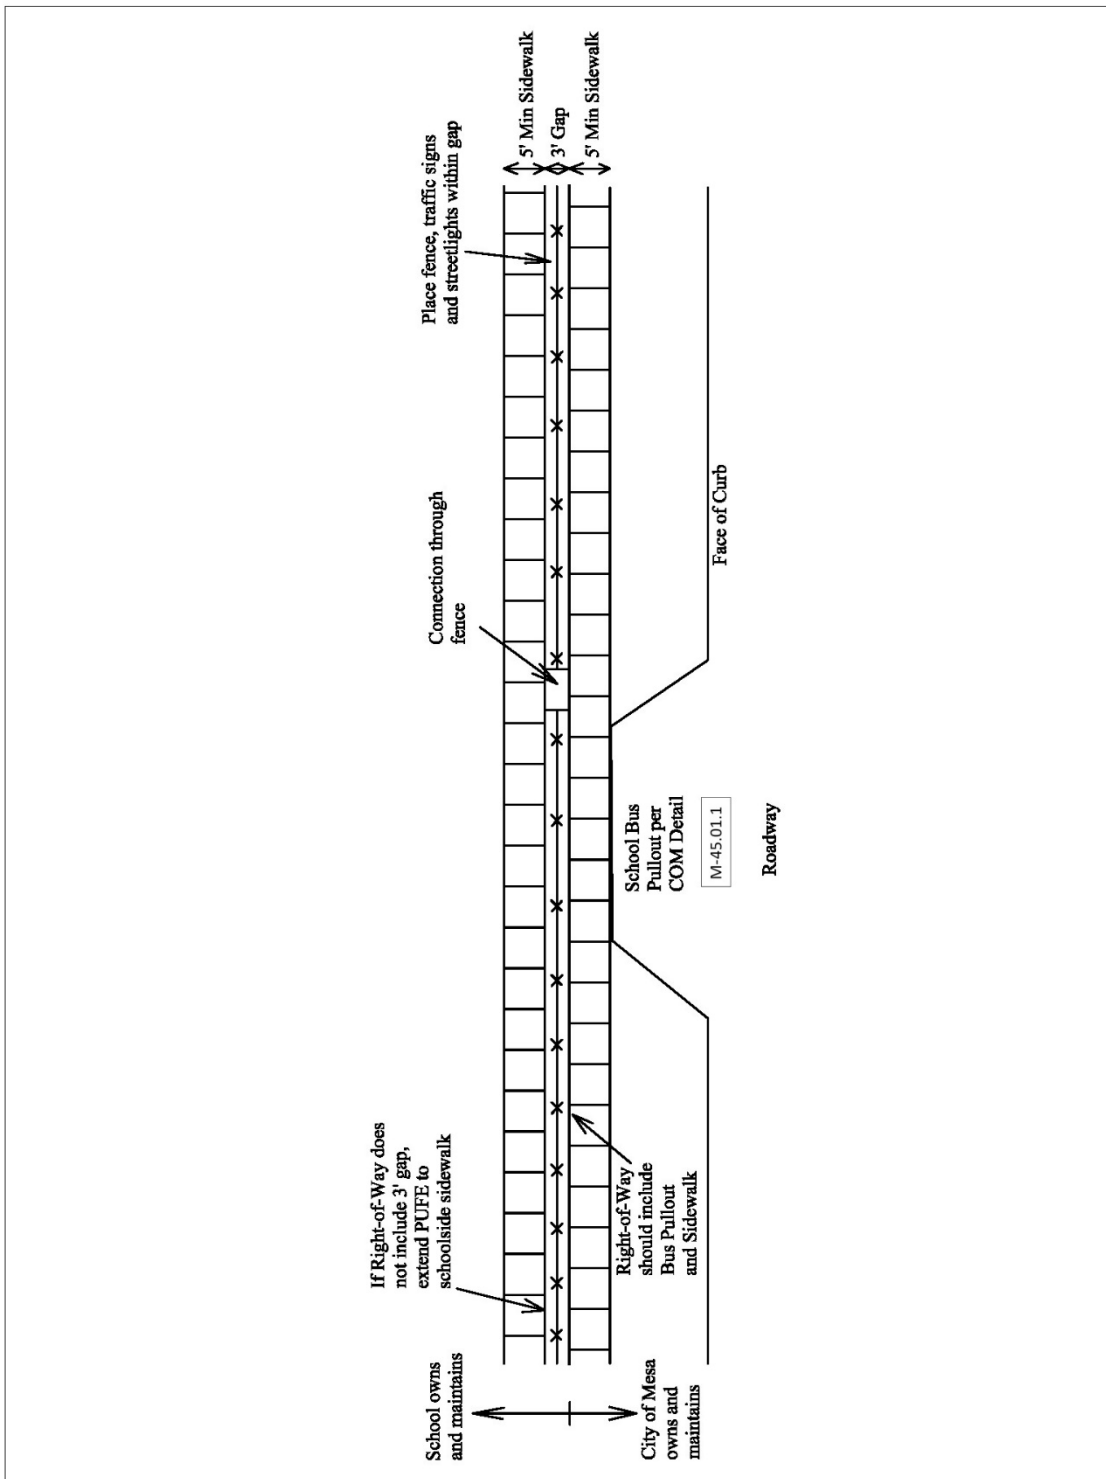 School owns
and maintains
City of Mesa
owns and
maintains
If Right-of-Way does
not include 3' gap,
extend PUFE to
schoolside sidewalk
Right-of-Way
should include
Bus Pullout
and Sidewalk
School Bus
Pullout per
COM Detail
M-45.01.1
Roadway
Connection through
fence
Face of Curb
Place fence, traffic signs
and streetlights within gap
5' Min Sidewalk
3' Gap
5' Min Sidewalk